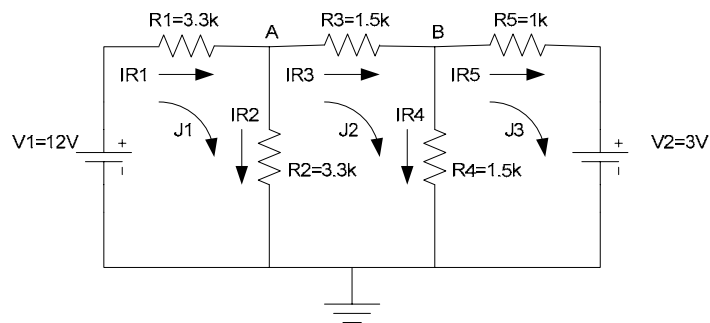 R1=3.3k A R3=1.5k B R5=1k
IR1 IR3 IR5
J1 IR2 J2 IR4 J3
V1=12V + + V2=3V
- R2=3.3k R4=1.5k -